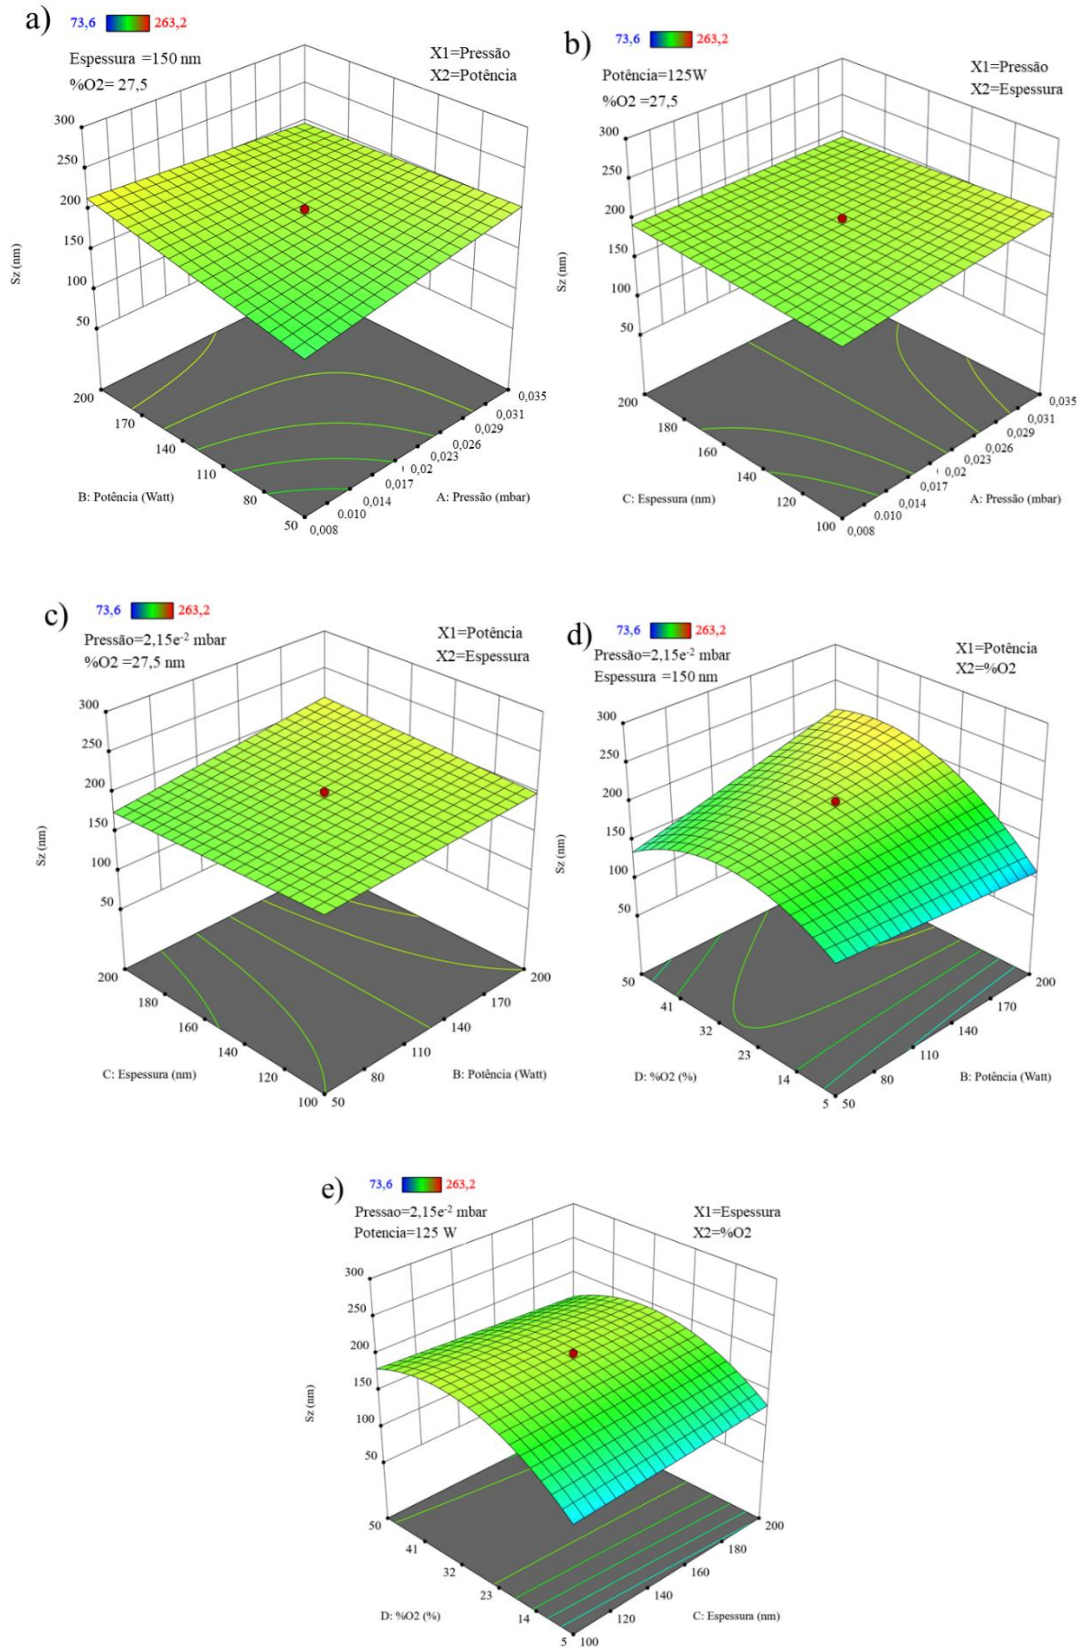 a)
73,6 263,2
Espessura =150 nm
%O2= 27,5
X1=Pressão
X2=Potência
300
250
200
150
100
50
Sz (nm)
200
170
140
110
80
50
B: Potência (Watt)
0,035
0,031
0,029
0,026
0,023
0,02
0,017
0,014
0.010
0,008
A: Pressão (mbar)
b)
73,6 263,2
Potência=125W
%O2 =27,5
X1=Pressão
X2=Espessura
300
250
200
150
100
50
Sz (nm)
200
180
160
140
120
100
C: Espessura (nm)
0,035
0,031
0,029
0,026
0,023
0,02
0,017
0,014
0.010
0,008
A: Pressão (mbar)
c)
73,6 263,2
Pressão=2,15e-2 mbar
%O2 =27,5 nm
X1=Potência
X2=Espessura
300
250
200
150
100
50
Sz (nm)
200
180
160
140
120
100
C: Espessura (nm)
200
170
140
110
80
50
B: Potência (Watt)
d)
73,6 263,2
Pressão=2,15e-2 mbar
Espessura =150 nm
X1=Potência
X2=%O2
300
250
200
150
100
50
Sz (nm)
50
41
32
23
14
5
D: %O2 (%)
200
170
140
110
80
50
B: Potência (Watt)
e)
73,6 263,2
Pressao=2,15e-2 mbar
Potencia=125 W
X1=Espessura
X2=%O2
300
250
200
150
100
50
Sz (nm)
50
41
32
23
14
5
D: %O2 (%)
200
180
160
140
120
100
C: Espessura (nm)